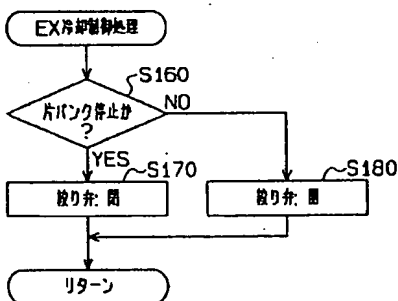 EX冷却制御処理
S160
片バンク停止か
?
NO
YES
S170
絞り弁:閉
S180
絞り弁:
リターン